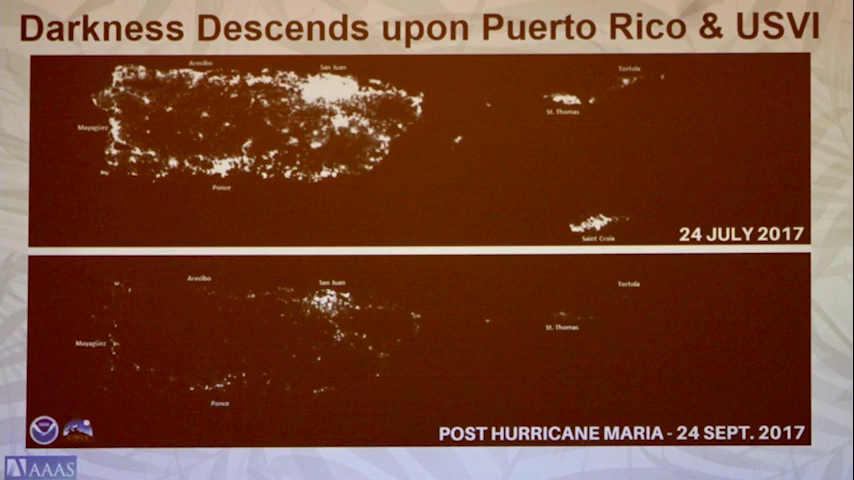 Darkness Descends upon Puerto Rico & USVI
Arecibo
San Juan
Tortola
St. Thomas
Mayagüez
Ponce
Saint Croix
24 JULY 2017
Arecibo
San Juan
Tortola
St. Thomas
Mayagüez
Ponce
POST HURRICANE MARIA - 24 SEPT. 2017
AAAS